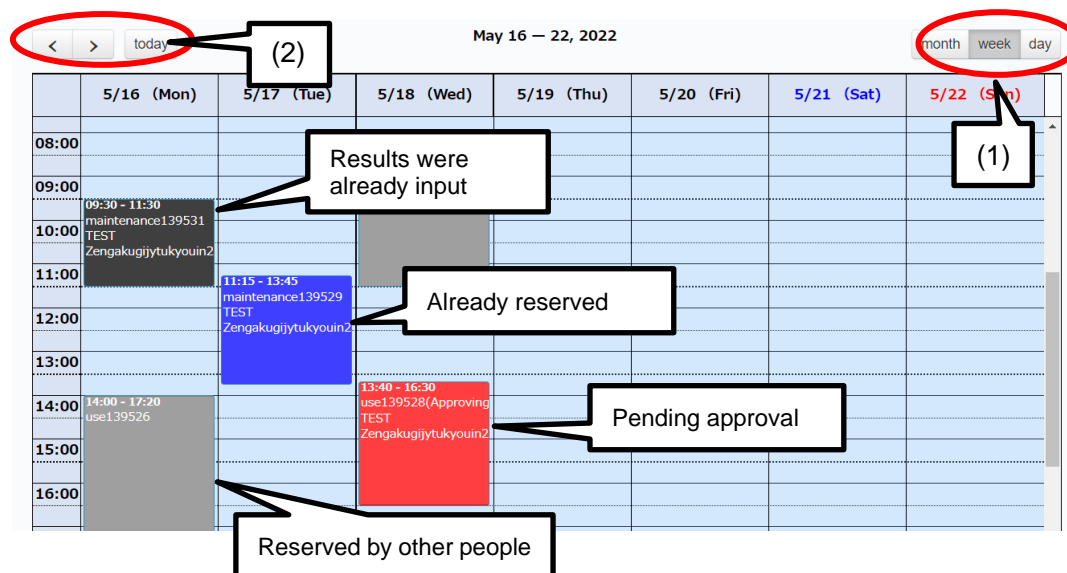 < > today
(2)
May 16 — 22, 2022
month week day
5/16 (Mon) 5/17 (Tue) 5/18 (Wed) 5/19 (Thu) 5/20 (Fri) 5/21 (Sat) 5/22 (Sun)
(1)
08:00
Results were
already input
09:00
09:30 - 11:30
maintenance139531
TEST
Zengakugijytukyouin2
10:00
11:00
11:15 - 13:45
maintenance139529
TEST
Zengakugijytukyouin2
Already reserved
12:00
13:00
13:40 - 16:30
use139528(Approving
TEST
Zengakugijytukyouin2
Pending approval
14:00
14:00 - 17:20
use139526
15:00
16:00
Reserved by other people